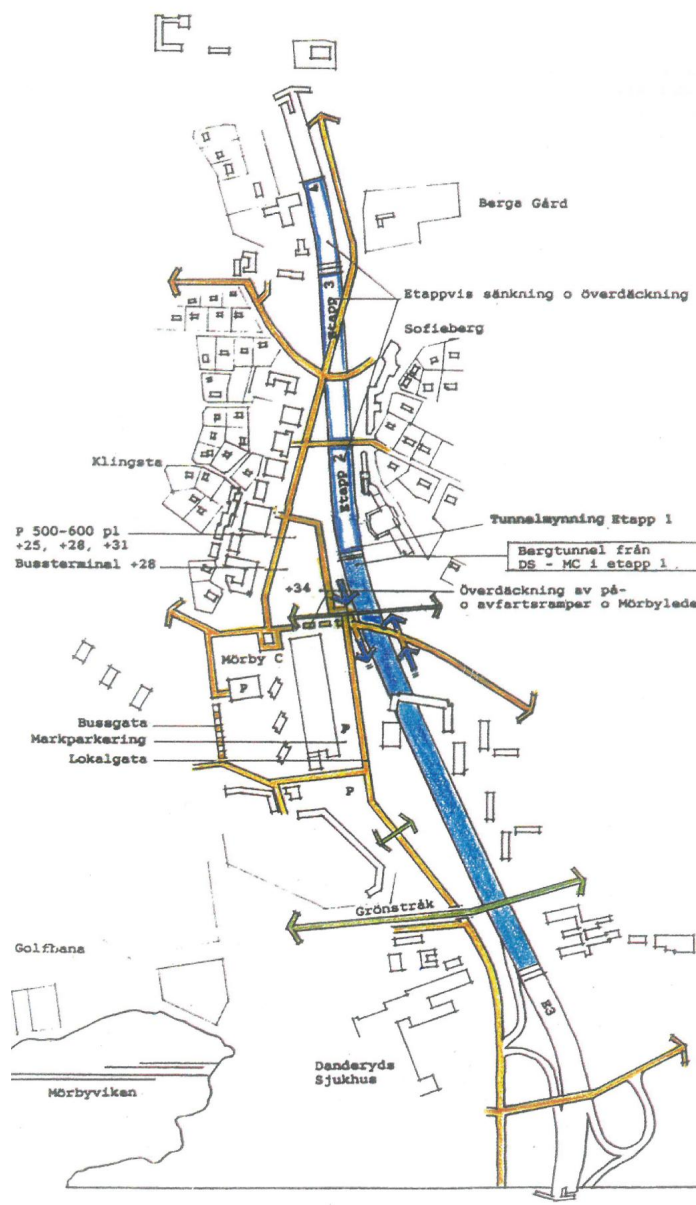 Berga Gård
Etappvis sänkning o överdäckning
Etapp 3
Sofieberg
Klingsta
Etapp 2
P 500-600 pl
+25, +28, +31
Bussterminal +28
Tunnelmynning Etapp 1
Bergtunnel från
DS - MC i etapp 1
+34
Överdäckning av på-
o avfartsramper o Mörbylede
Mörby C
P
Bussgata
Markparkering
Lokalgata
P
P
Grönstråk
Golfbana
E3
Danderyds
Sjukhus
Mörbyviken